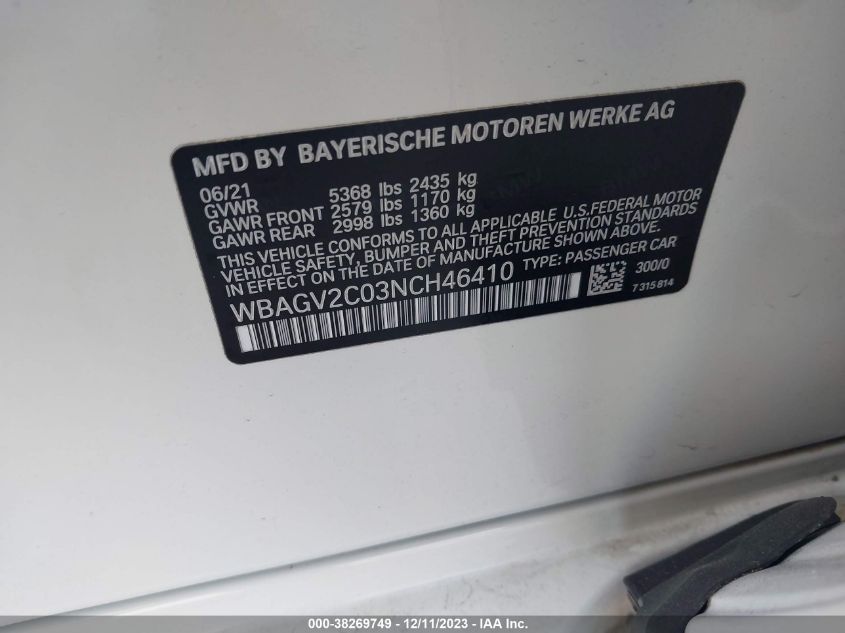 MFD BY BAYERISCHE MOTOREN WERKE AG
06/21
GVWR 5368 lbs 2435 kg
GAWR FRONT 2579 lbs 1170 kg
GAWR REAR 2998 lbs 1360 kg
THIS VEHICLE CONFORMS TO ALL APPLICABLE U.S.FEDERAL MOTOR
VEHICLE SAFETY, BUMPER AND THEFT PREVENTION STANDARDS
IN EFFECT ON THE DATE OF MANUFACTURE SHOWN ABOVE.
WBAGV2C03NCH46410 TYPE: PASSENGER CAR
300/0
7 315 814
000-38269749 - 12/11/2023 - IAA Inc.